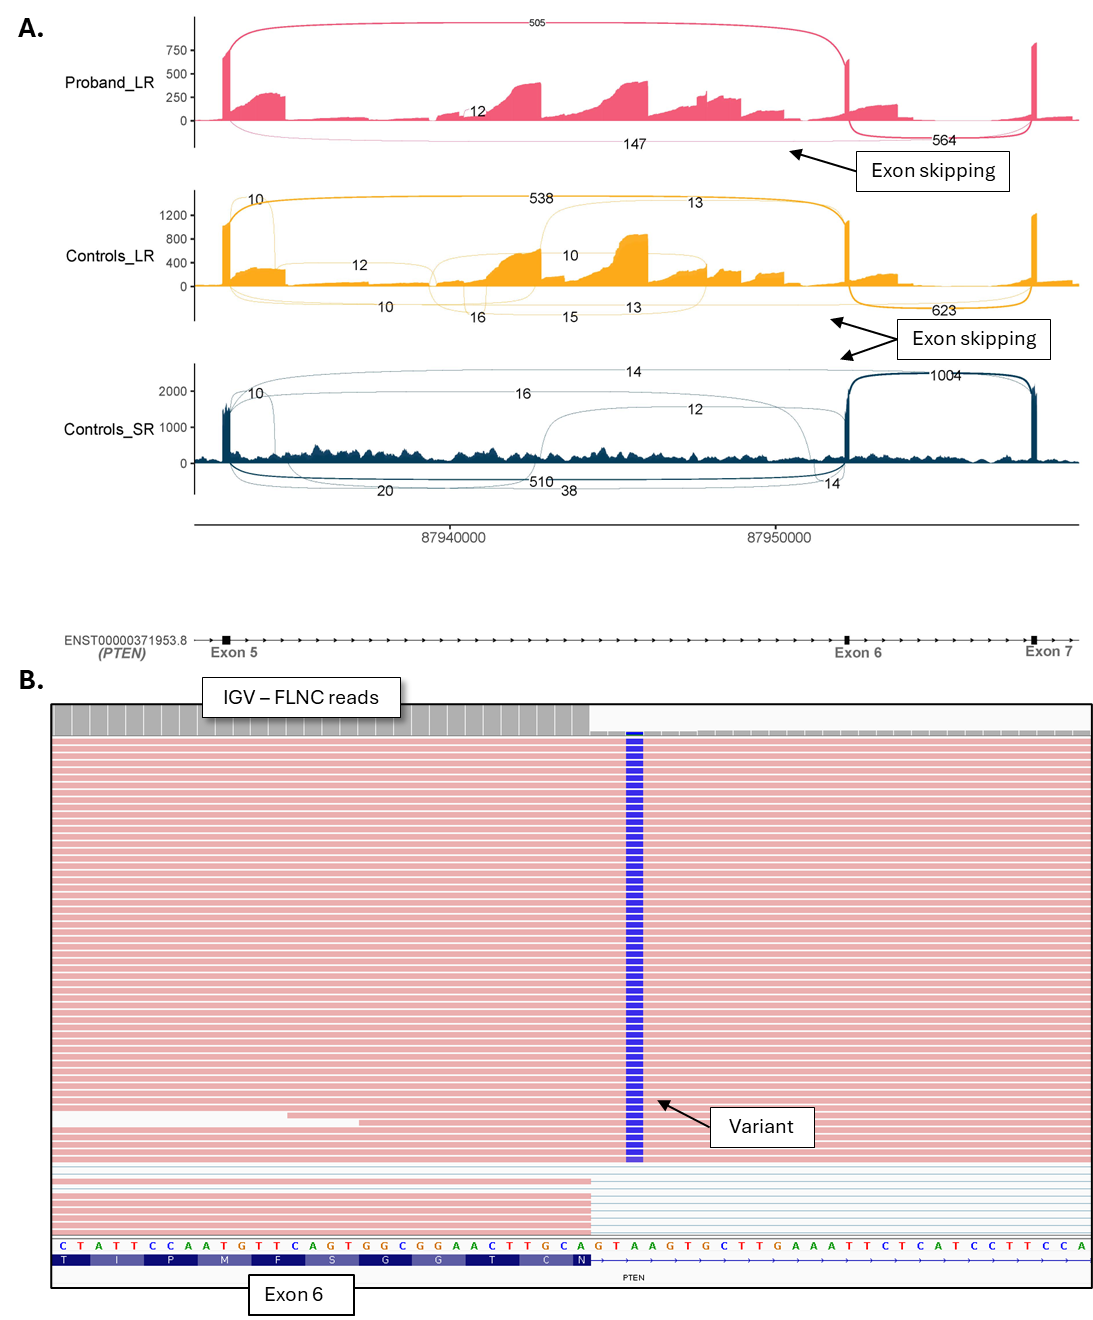 A.
505
750
500
250
0
Proband_LR
12
147
564
Exon skipping
10
538
13
1200
800
400
0
Controls_LR
12
10
10
16
15
13
623
Exon skipping
14
10
16
12
1004
2000
1000
0
Controls_SR
20
510
38
14
87940000
87950000
ENST00000371953.8
(PTEN)
Exon 5
Exon 6
Exon 7
B.
IGV – FLNC reads
Variant
C T A T T C C A A T G T T C A G T G G C G G A A C T T G C A G T A A G T G C T T G A A A T T C T C A T C C T T C C A
T I P M F S G G T C N
PTEN
Exon 6